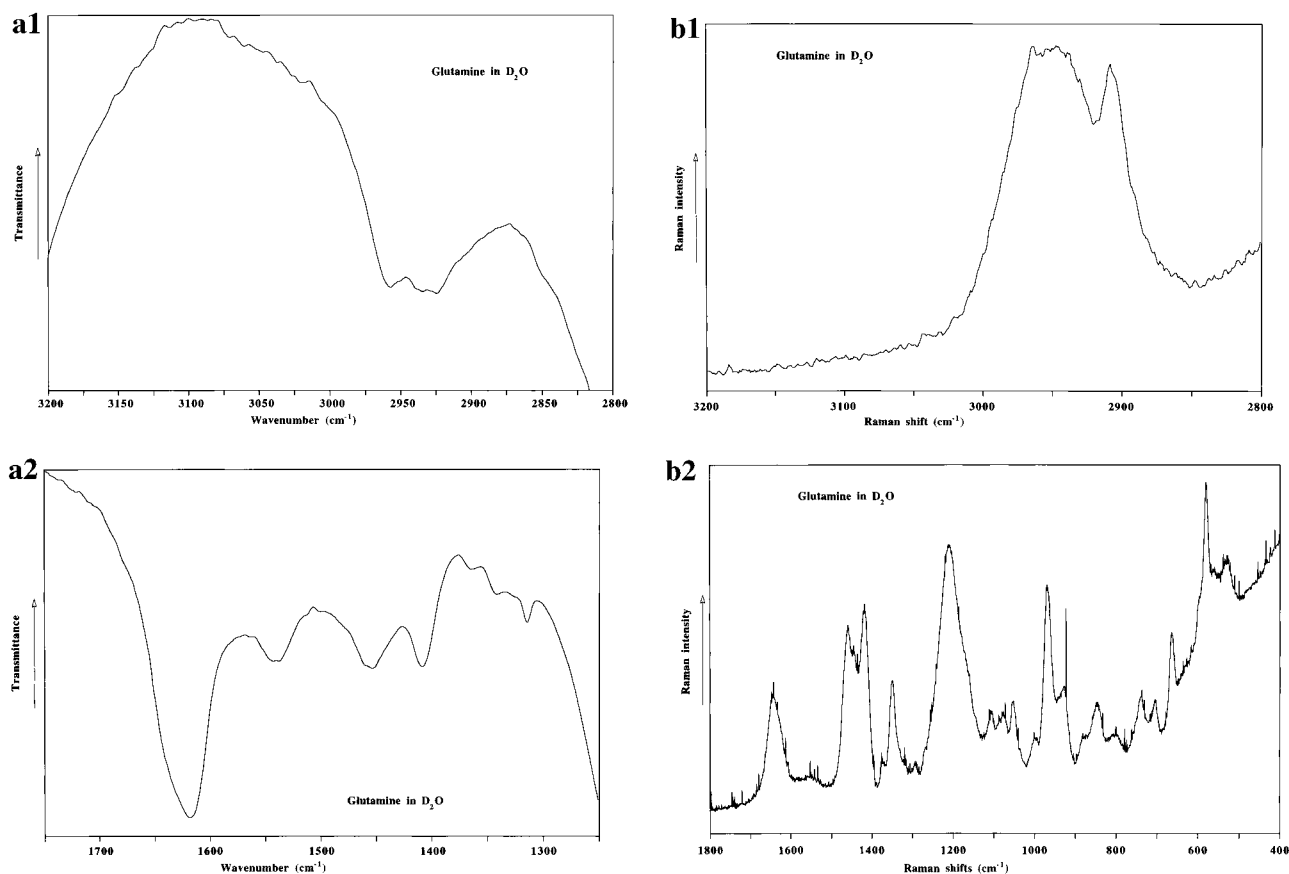 a1
Glutamine in D₂O
Transmittance
3200 3150 3100 3050 3000 2950 2900 2850 2800
Wavenumber (cm⁻¹)
b1
Glutamine in D₂O
Raman intensity
3200 3100 3000 2900 2800
Raman shift (cm⁻¹)
a2
Glutamine in D₂O
Transmittance
1700 1600 1500 1400 1300
Wavenumber (cm⁻¹)
b2
Glutamine in D₂O
Raman intensity
1800 1600 1400 1200 1000 800 600 400
Raman shifts (cm⁻¹)